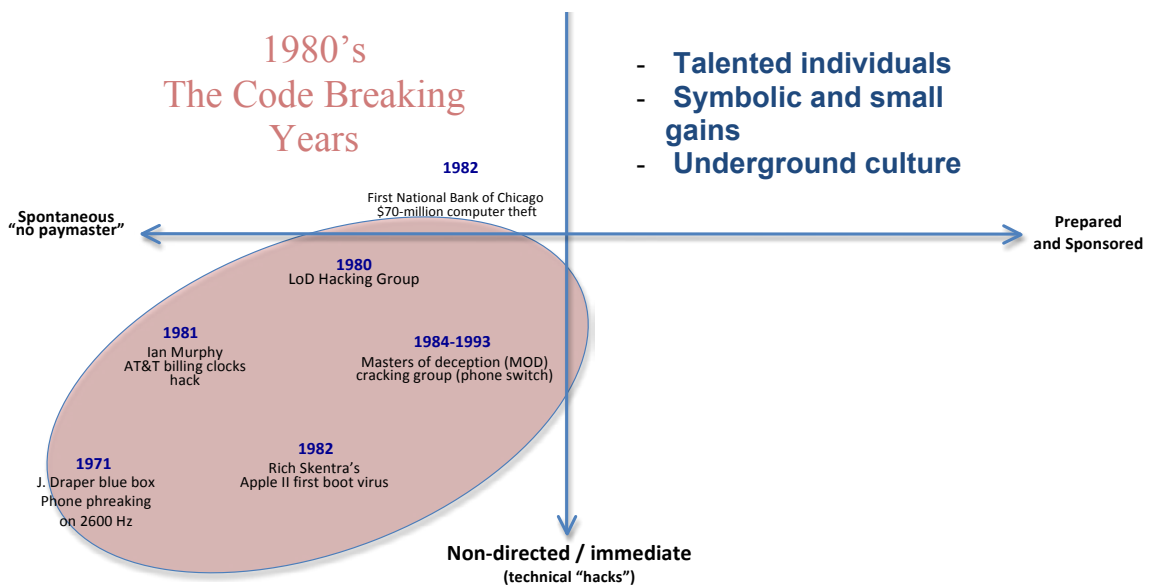 1980’s
The Code Breaking
Years
- Talented individuals
- Symbolic and small
gains
- Underground culture
1982
First National Bank of Chicago
$70-million computer theft
Spontaneous
“no paymaster”
Prepared
and Sponsored
1980
LoD Hacking Group
1981
Ian Murphy
AT&T billing clocks
hack
1984-1993
Masters of deception (MOD)
cracking group (phone switch)
1971
J. Draper blue box
Phone phreaking
on 2600 Hz
1982
Rich Skentra’s
Apple II first boot virus
Non-directed / immediate
(technical “hacks”)